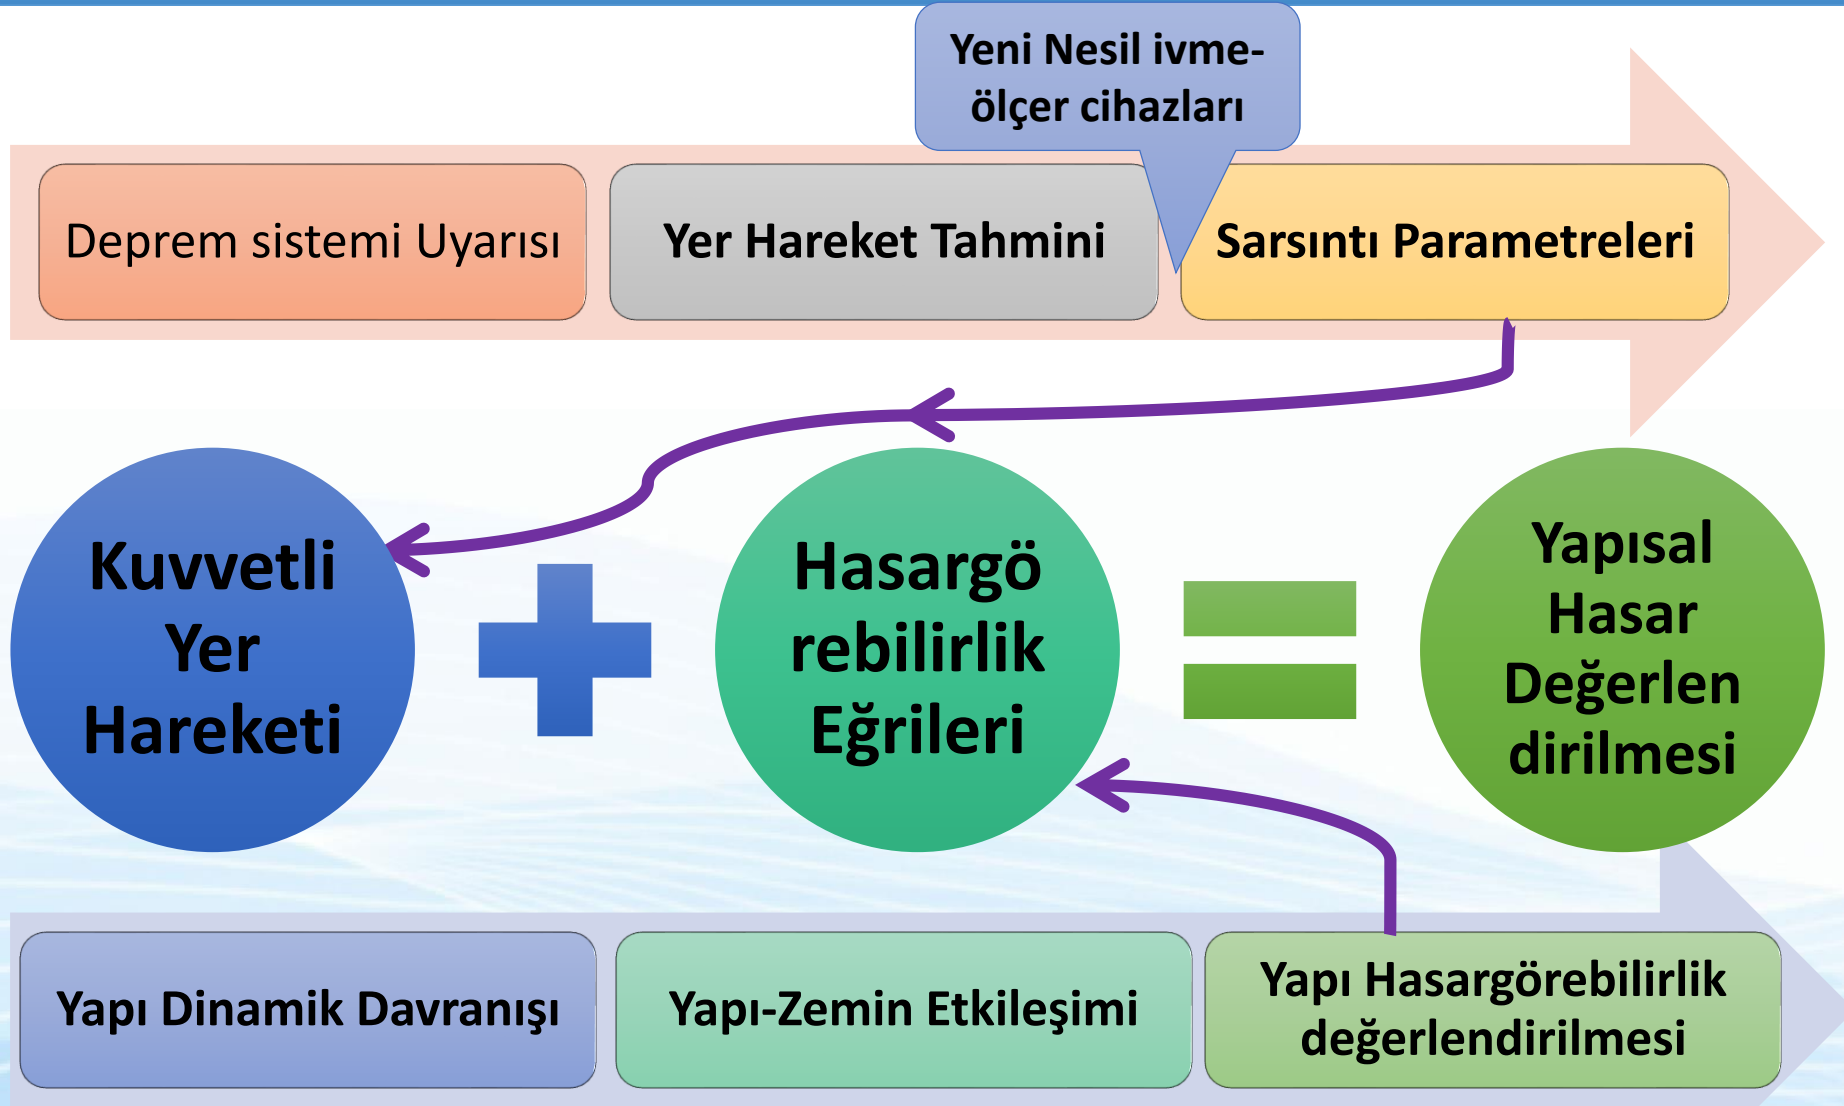 Yeni Nesil ivme-
ölçer cihazları
Deprem sistemi Uyarısı
Yer Hareket Tahmini
Sarsıntı Parametreleri
Kuvvetli
Yer
Hareketi
Hasargö
rebilirlik
Eğrileri
Yapısal
Hasar
Değerlen
dirilmesi
Yapı Dinamik Davranışı
Yapı-Zemin Etkileşimi
Yapı Hasargörebilirlik
değerlendirilmesi